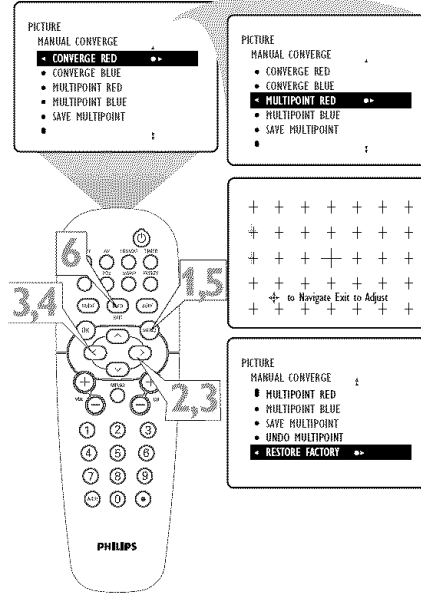 PICTURE
MANUAL CONVERGE
CONVERGE RED
CONVERGE BLUE
MULTIPOINT RED
MULTIPOINT BLUE
SAVE MULTIPOINT
PICTURE
MANUAL CONVERGE
CONVERGE RED
CONVERGE BLUE
MULTIPOINT RED
MULTIPOINT BLUE
SAVE MULTIPOINT
to Navigate Exit to Adjust
PICTURE
MANUAL CONVERGE
MULTIPOINT RED
MULTIPOINT BLUE
SAVE MULTIPOINT
UNDO MULTIPOINT
RESTORE FACTORY
6
1,5
3,4
2,3
AV
EXIT
OK
MENU
1 2 3
4 5 6
7 8 9
0
PHILIPS